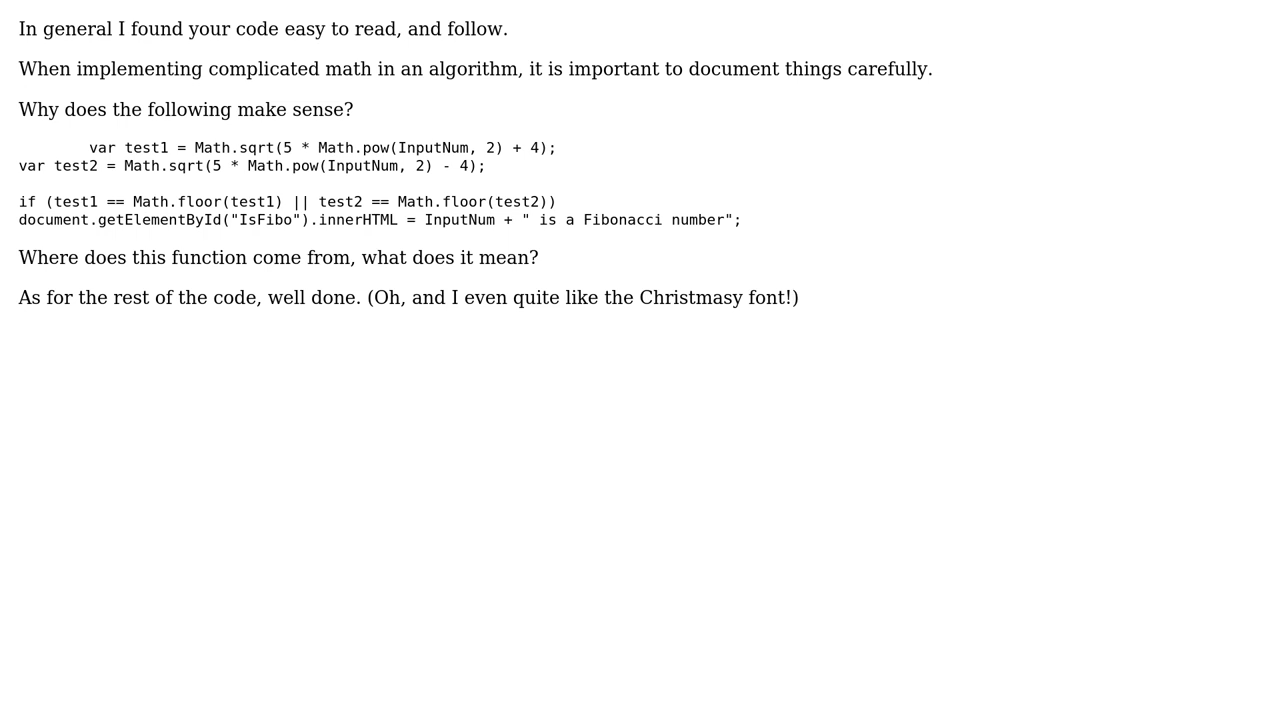 In general I found your code easy to read, and follow.
When implementing complicated math in an algorithm, it is important to document things carefully.
Why does the following make sense?
        var test1 = Math.sqrt(5 * Math.pow(InputNum, 2) + 4);
var test2 = Math.sqrt(5 * Math.pow(InputNum, 2) - 4);
if (test1 == Math.floor(test1) || test2 == Math.floor(test2))
document.getElementById("IsFibo").innerHTML = InputNum + " is a Fibonacci number";
Where does this function come from, what does it mean?
As for the rest of the code, well done. (Oh, and I even quite like the Christmasy font!)